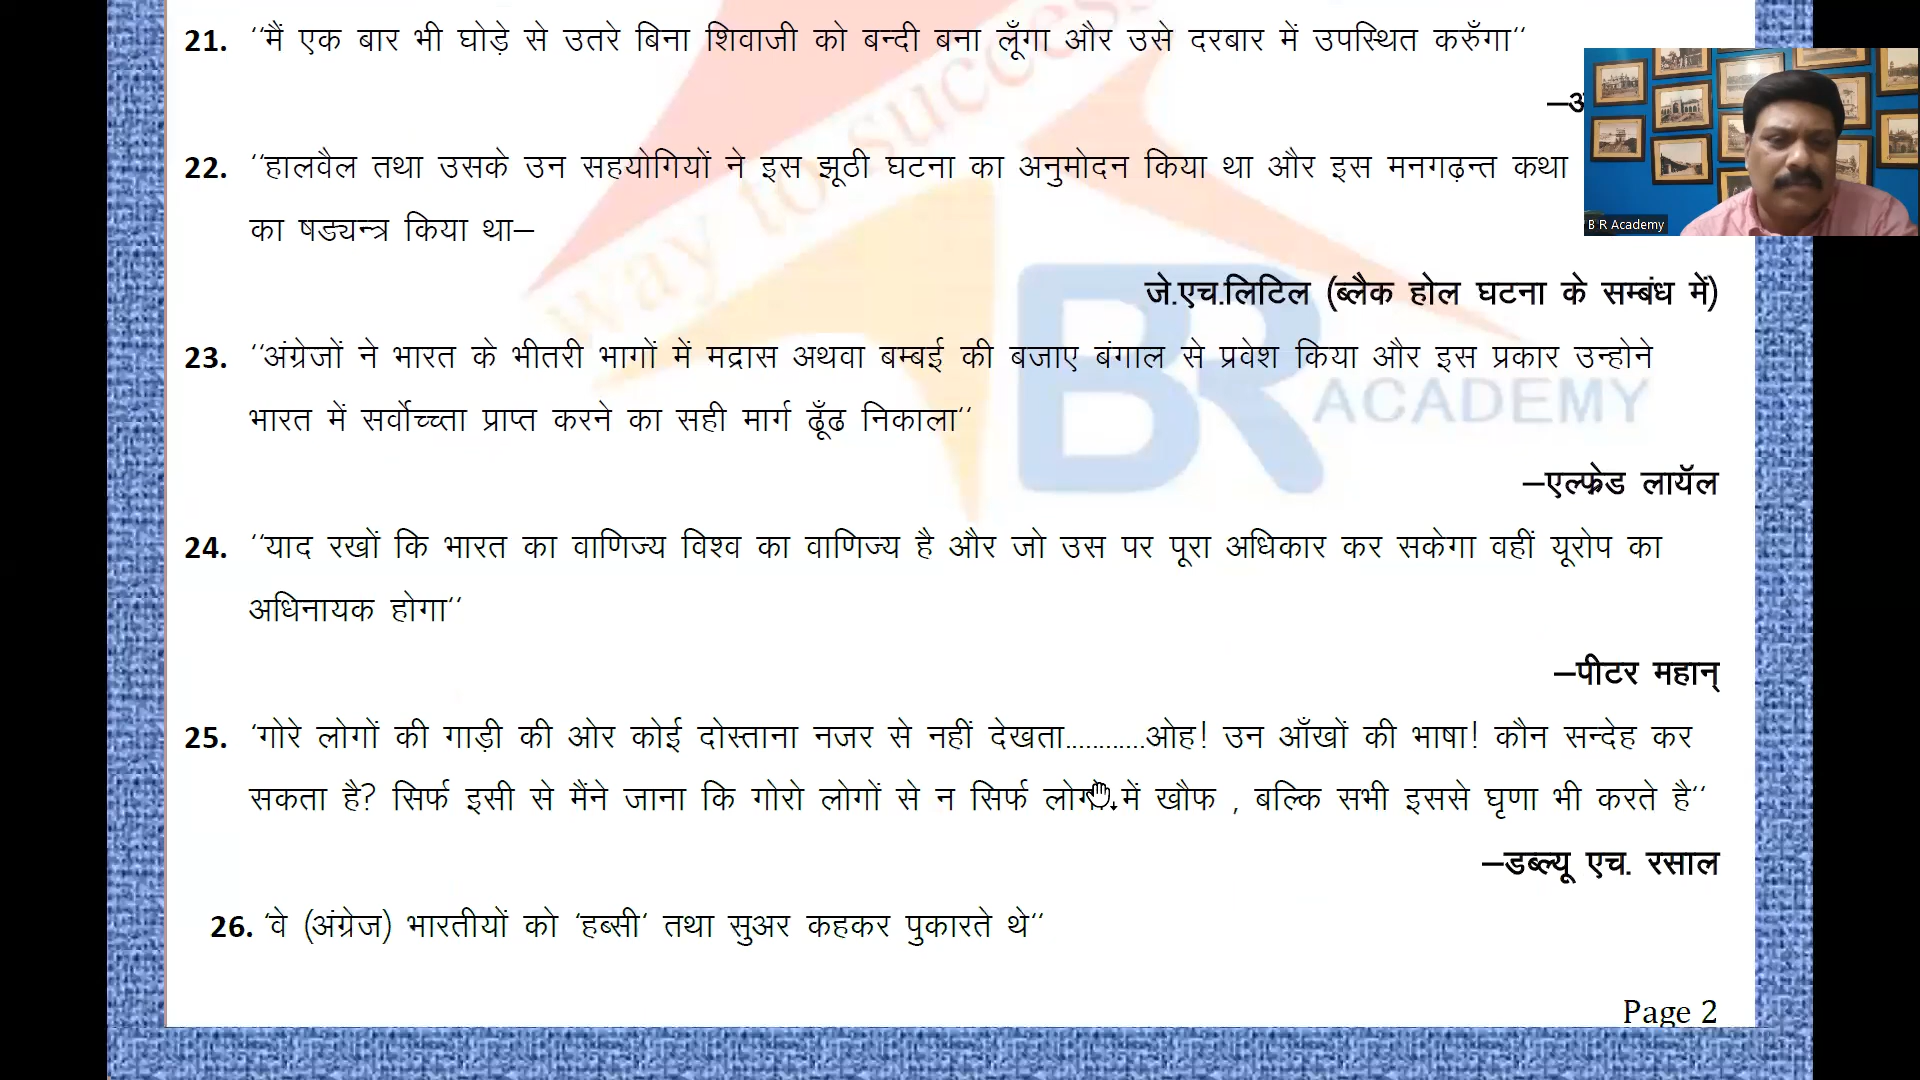 21. ‘‘मैं एक बार भी घोड़े से उतरे बिना शिवाजी को बन्दी बना लूँगा और उसे दरबार में उपस्थित करुँगा‘‘
–अ
22. ‘‘हालवैल तथा उसके उन सहयोगियों ने इस झूठी घटना का अनुमोदन किया था और इस मनगढ़न्त कथा
का षड्यन्त्र किया था–
जे.एच.लिटिल (ब्लैक होल घटना के सम्बंध में)
23. ‘‘अंग्रेजों ने भारत के भीतरी भागों में मद्रास अथवा बम्बई की बजाए बंगाल से प्रवेश किया और इस प्रकार उन्होने
भारत में सर्वोच्च्ता प्राप्त करने का सही मार्ग ढूँढ निकाला‘‘
–एल्फ्रेड लायॅल
24. ‘‘याद रखों कि भारत का वाणिज्य विश्व का वाणिज्य है और जो उस पर पूरा अधिकार कर सकेगा वहीं यूरोप का
अधिनायक होगा‘‘
–पीटर महान्
25. ‘गोरे लोगों की गाड़ी की ओर कोई दोस्ताना नजर से नहीं देखता............ओह! उन आँखों की भाषा! कौन सन्देह कर
सकता है? सिर्फ इसी से मैंने जाना कि गोरो लोगों से न सिर्फ में खौफ , बल्कि सभी इससे घृणा भी करते है‘‘
–डब्ल्यू एच. रसाल
26. ‘वे (अंग्रेज) भारतीयों को ‘हब्सी‘ तथा सुअर कहकर पुकारते थे‘‘
Page 2
way to success
BR ACADEMY
B R Academy